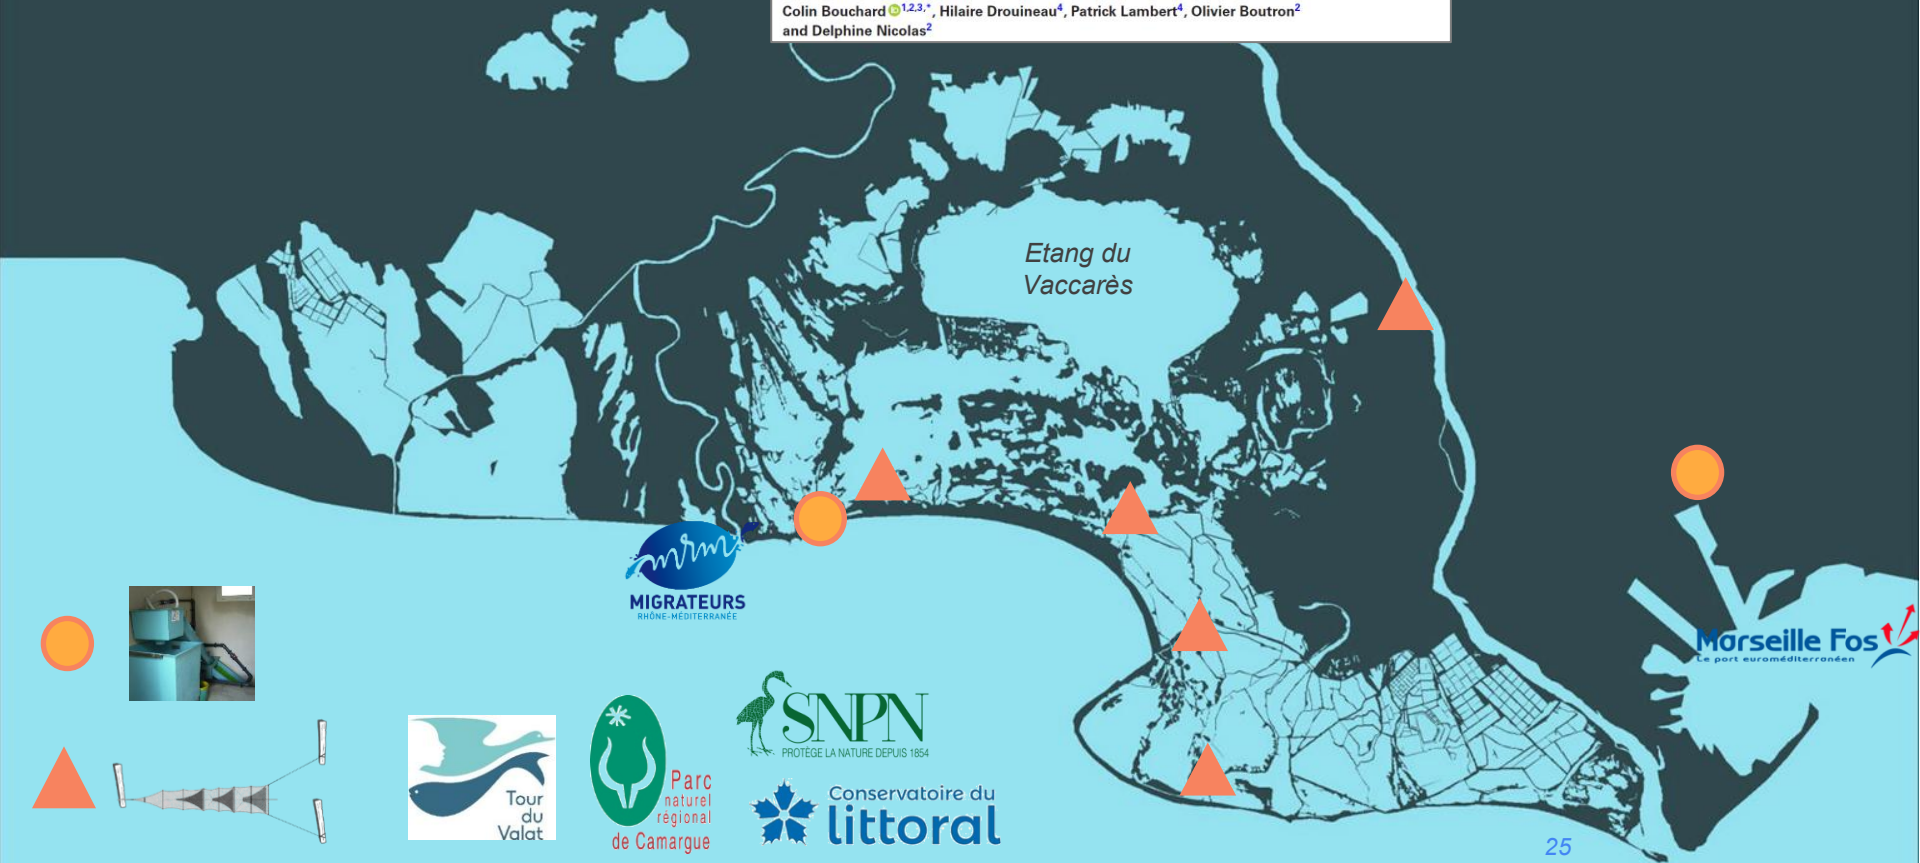 Colin Bouchard 1,2,3,*, Hilaire Drouineau4, Patrick Lambert4, Olivier Boutron2
and Delphine Nicolas2
Etang du
Vaccarès
mrm
MIGRATEURS
RHÔNE-MÉDITERRANÉE
Marseille Fos
Le port euroméditerranéen
SNPN
PROTÈGE LA NATURE DEPUIS 1854
Parc
naturel
régional
de Camargue
Tour
du
Valat
Conservatoire du
littoral
25